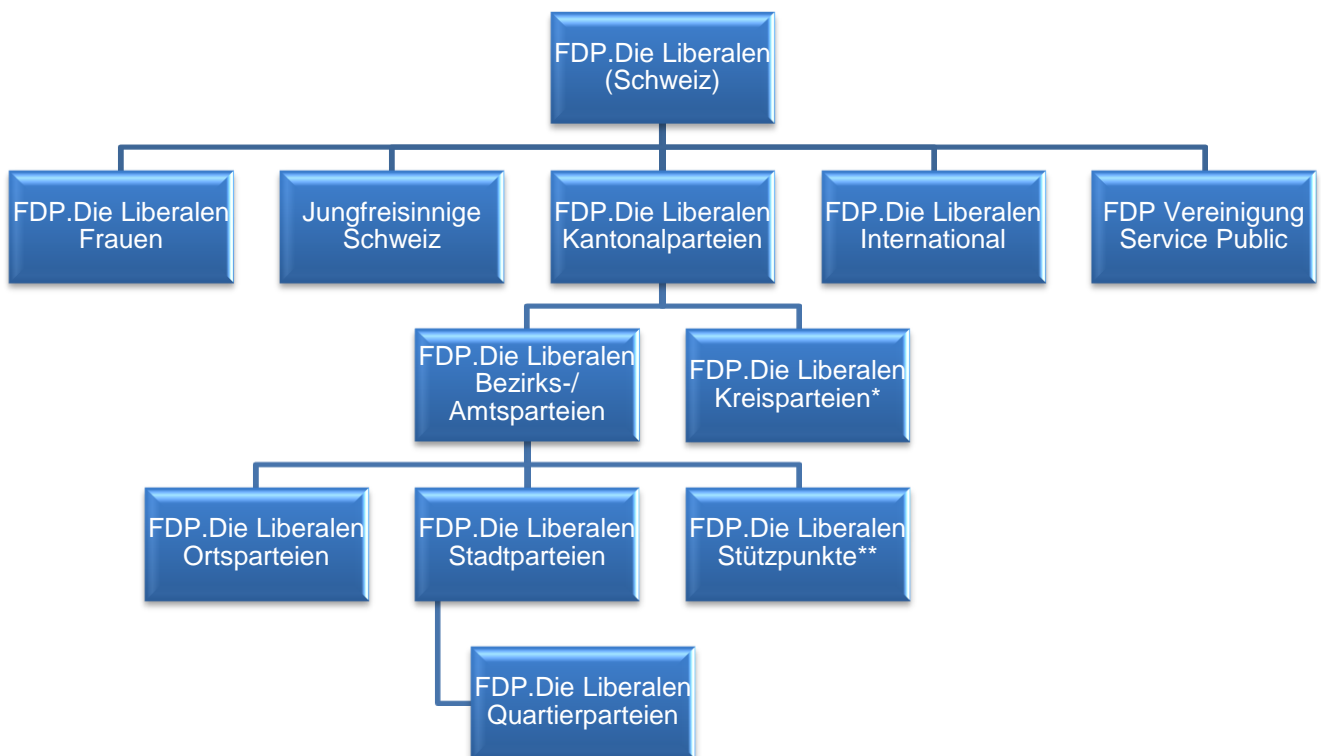 FDP.Die Liberalen
(Schweiz)
FDP.Die Liberalen
Frauen
Jungfreisinnige
Schweiz
FDP.Die Liberalen
Kantonalparteien
FDP.Die Liberalen
International
FDP Vereinigung
Service Public
FDP.Die Liberalen
Bezirks-/
Amtsparteien
FDP.Die Liberalen
Kreisparteien*
FDP.Die Liberalen
Ortsparteien
FDP.Die Liberalen
Stadtparteien
FDP.Die Liberalen
Stützpunkte**
FDP.Die Liberalen
Quartierparteien